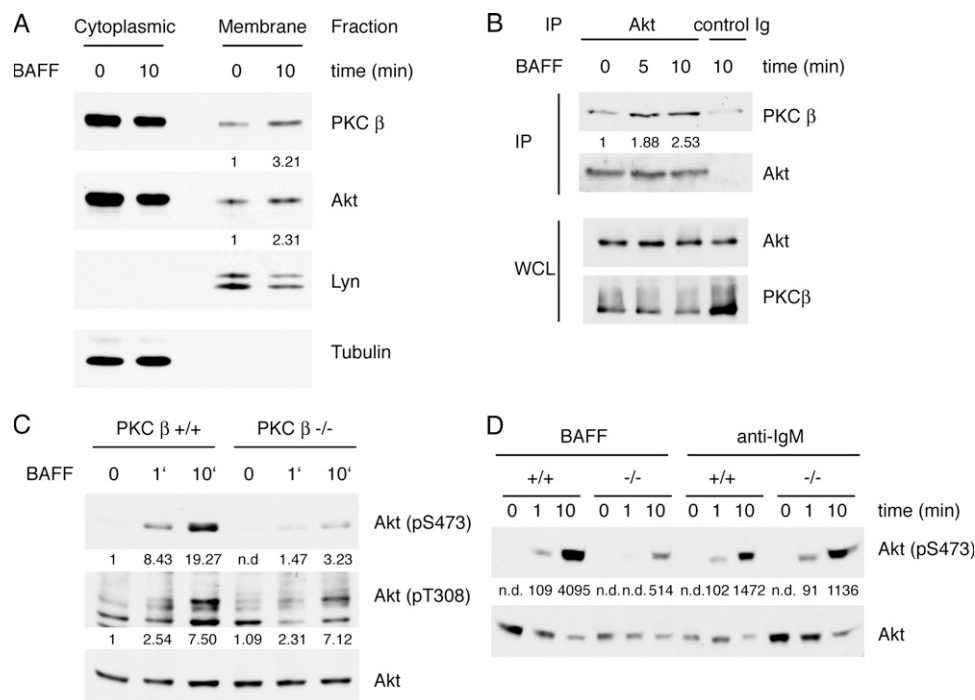 A
Cytoplasmic Membrane Fraction
BAFF 0 10 0 10 time (min)
PKC β
1 3.21
Akt
1 2.31
Lyn
Tubulin
B
IP Akt control Ig
BAFF 0 5 10 10 time (min)
IP
PKC β
1 1.88 2.53
Akt
WCL
Akt
PKCβ
C
PKC β +/+ PKC β -/-
BAFF 0 1' 10' 0 1' 10'
Akt (pS473)
1 8.43 19.27 n.d 1.47 3.23
Akt (pT308)
1 2.54 7.50 1.09 2.31 7.12
Akt
D
BAFF anti-IgM
+/+ -/- +/+ -/-
0 1 10 0 1 10 0 1 10 0 1 10 time (min)
Akt (pS473)
n.d. 109 4095 n.d. n.d. 514 n.d. 102 1472 n.d. 91 1136
Akt